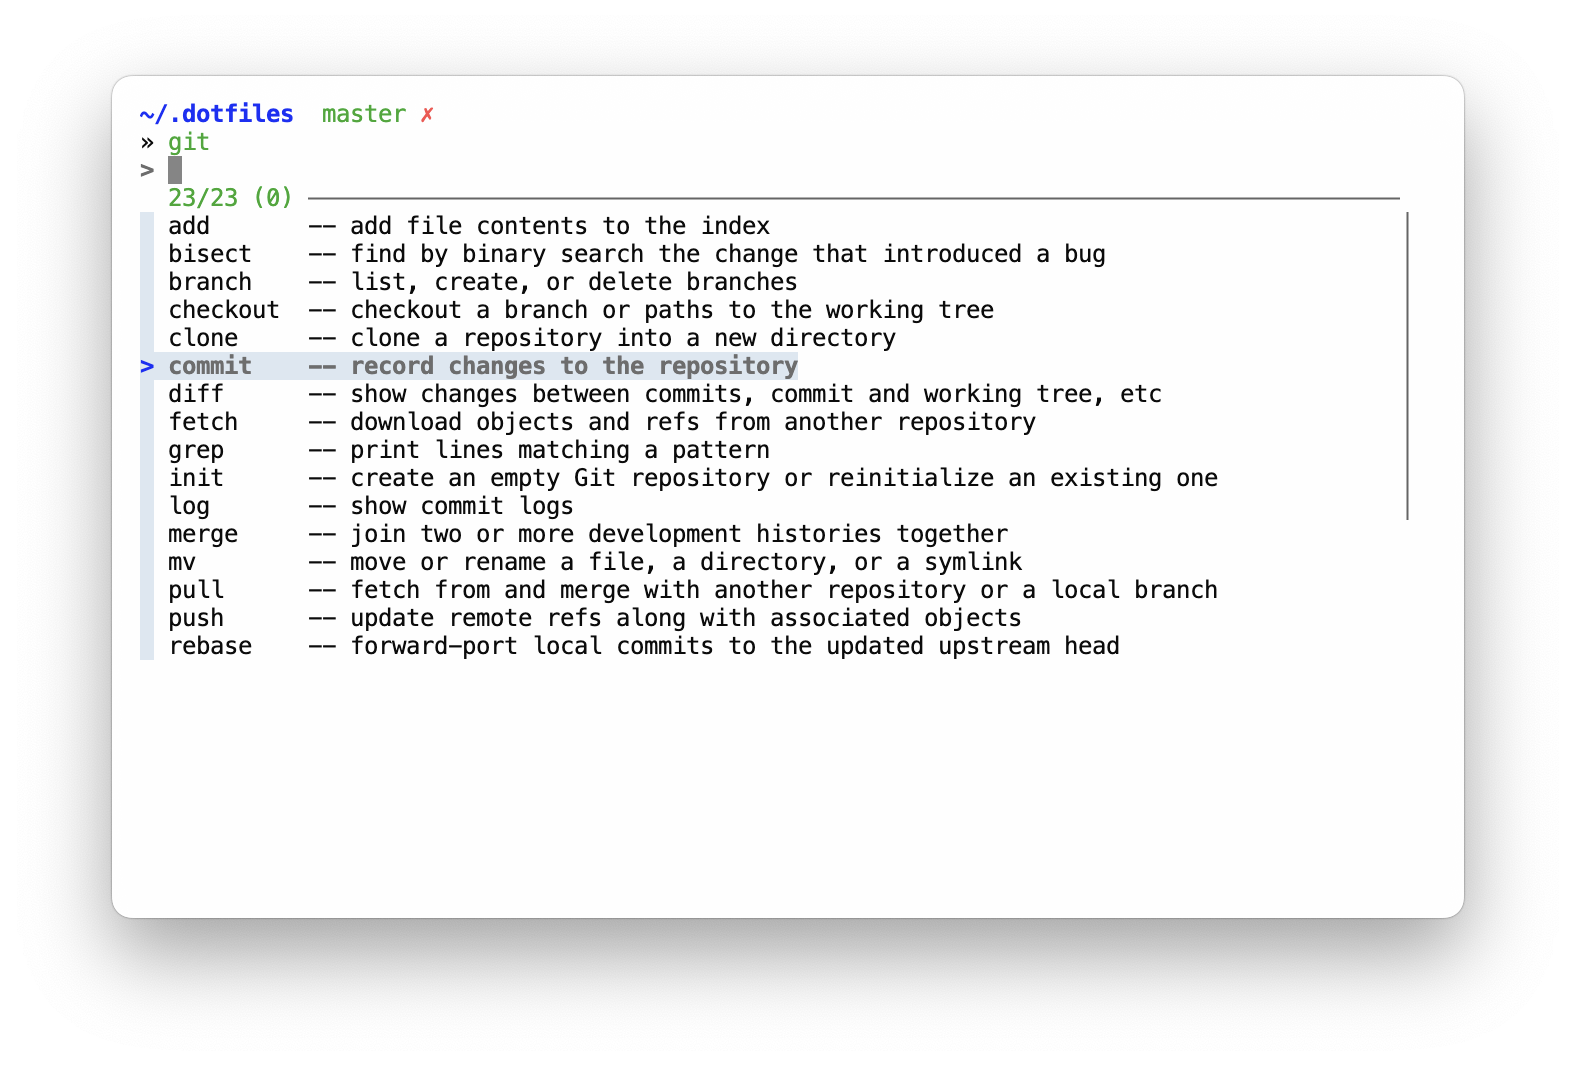 ~/.dotfiles  master ✗
» git
>
23/23 (0)
add       -- add file contents to the index
bisect    -- find by binary search the change that introduced a bug
branch    -- list, create, or delete branches
checkout  -- checkout a branch or paths to the working tree
clone     -- clone a repository into a new directory
> commit    -- record changes to the repository
diff      -- show changes between commits, commit and working tree, etc
fetch     -- download objects and refs from another repository
grep      -- print lines matching a pattern
init      -- create an empty Git repository or reinitialize an existing one
log       -- show commit logs
merge     -- join two or more development histories together
mv        -- move or rename a file, a directory, or a symlink
pull      -- fetch from and merge with another repository or a local branch
push      -- update remote refs along with associated objects
rebase    -- forward-port local commits to the updated upstream head